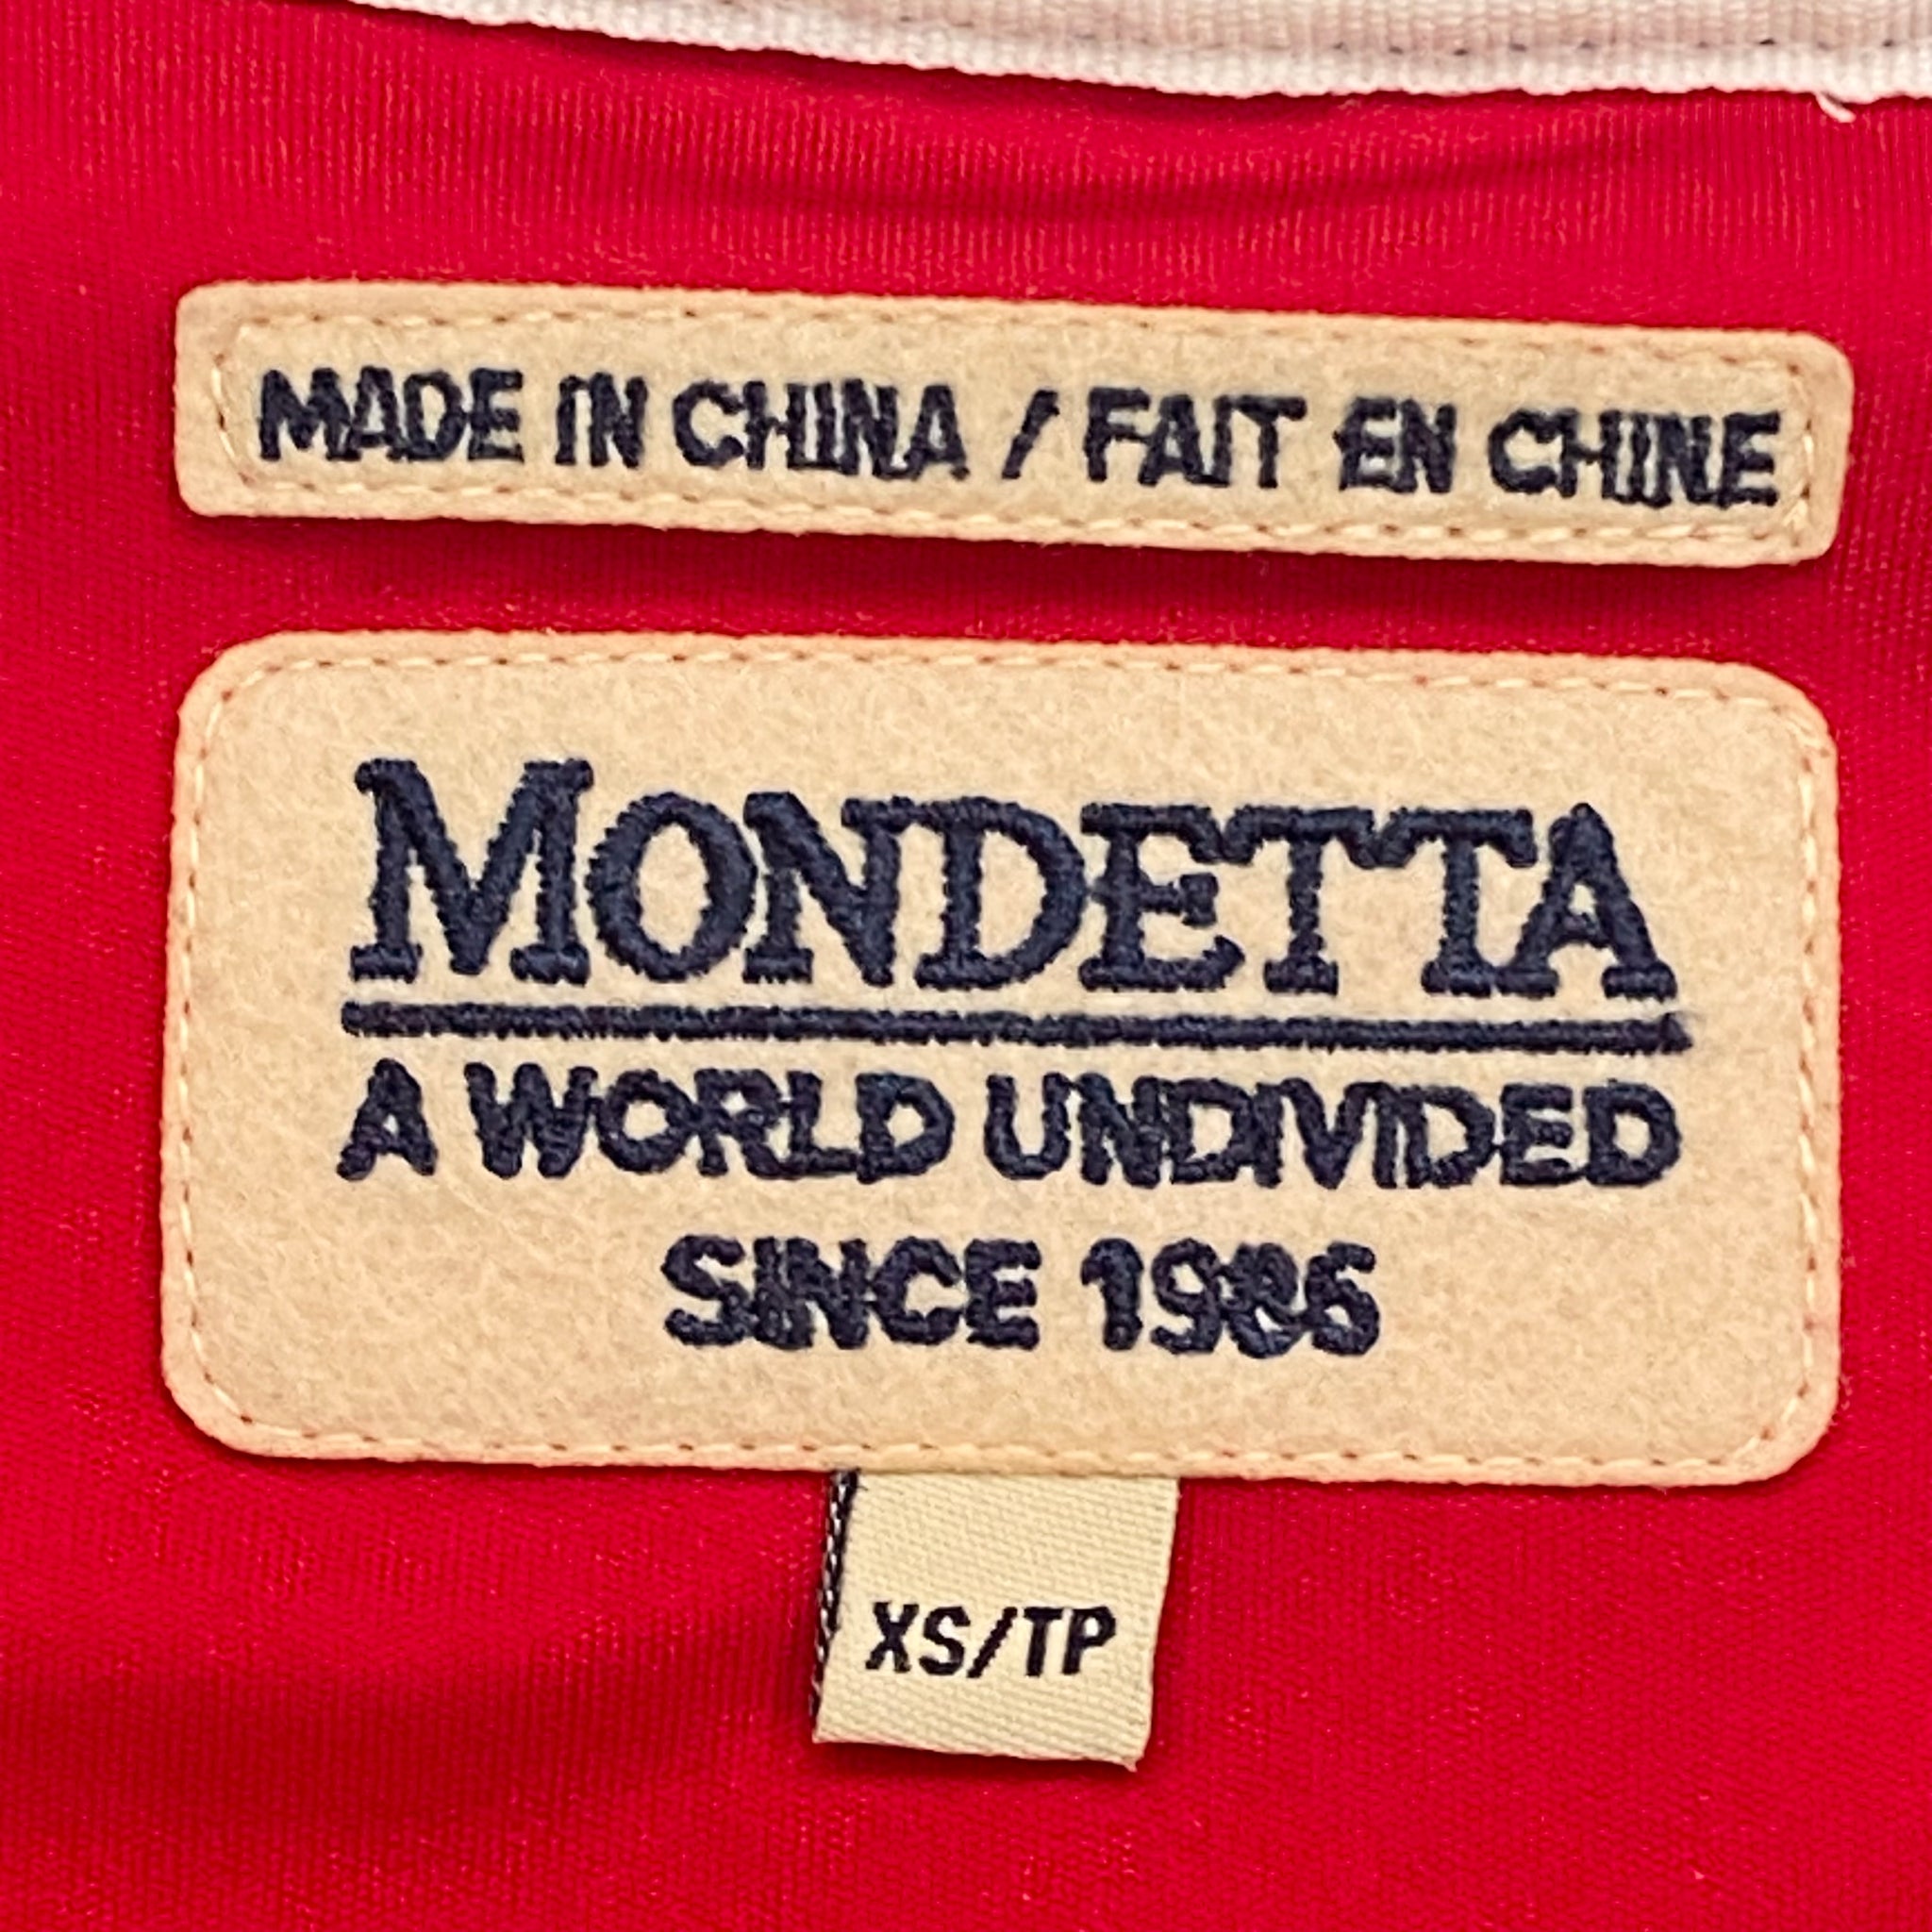 MADE IN CHINA / FAIT EN CHINE
MONDETTA
A WORLD UNDIVIDED
SINCE 1986
XS/TP